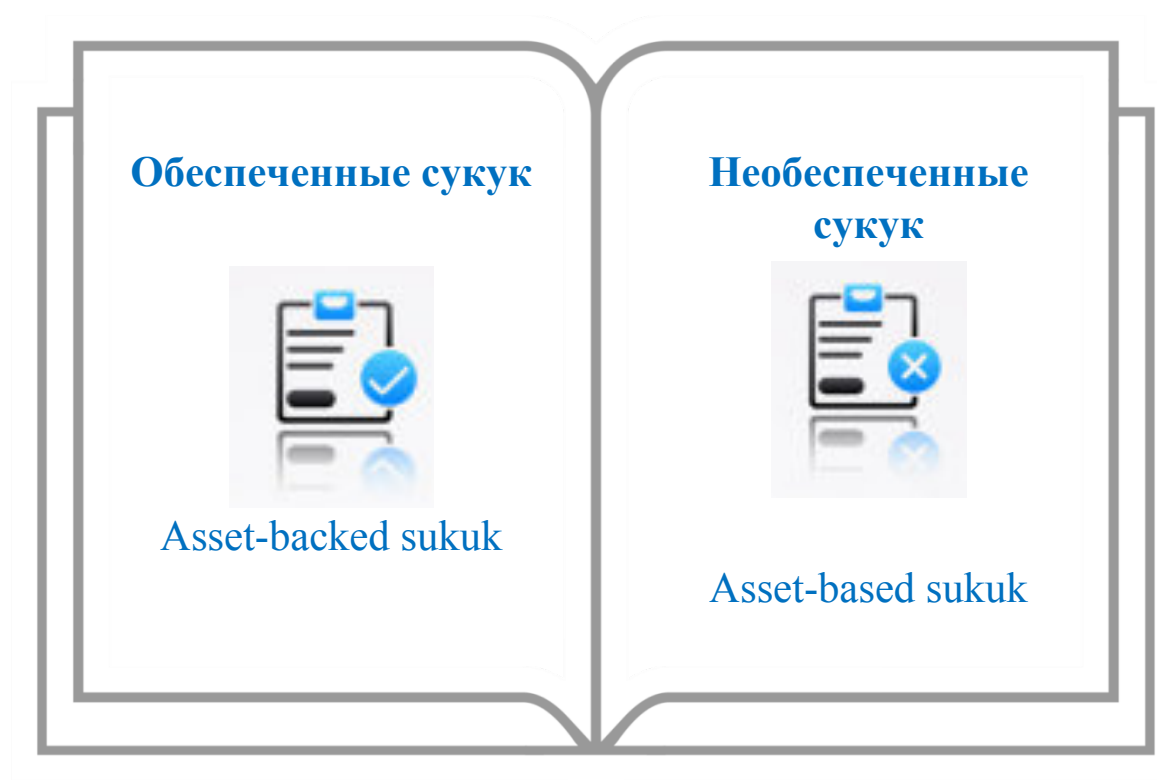 Обеспеченные сукук
Asset-backed sukuk
Необеспеченные
сукук
Asset-based sukuk